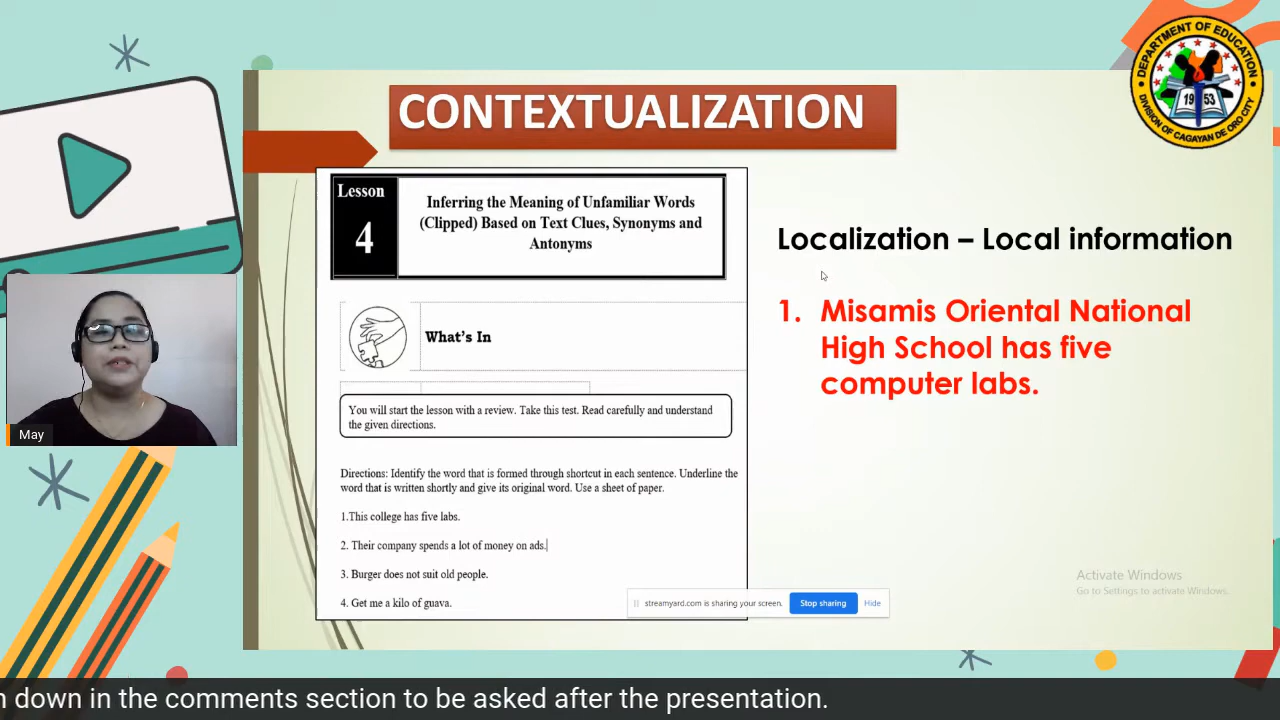 CONTEXTUALIZATION
DEPARTMENT OF EDUCATION
1953
DIVISION OF CAGAYAN DE ORO CITY
Lesson
4
Inferring the Meaning of Unfamiliar Words
(Clipped) Based on Text Clues, Synonyms and
Antonyms
What's In
You will start the lesson with a review. Take this test. Read carefully and understand
the given directions.
Directions: Identify the word that is formed through shortcut in each sentence. Underline the
word that is written shortly and give its original word. Use a sheet of paper.
1.This college has five labs.
2. Their company spends a lot of money on ads.
3. Burger does not suit old people.
4. Get me a kilo of guava.
Localization – Local information
1. Misamis Oriental National
High School has five
computer labs.
May
streamyard.com is sharing your screen.
Stop sharing
Hide
Activate Windows
Go to Settings to activate Windows.
down in the comments section to be asked after the presentation.